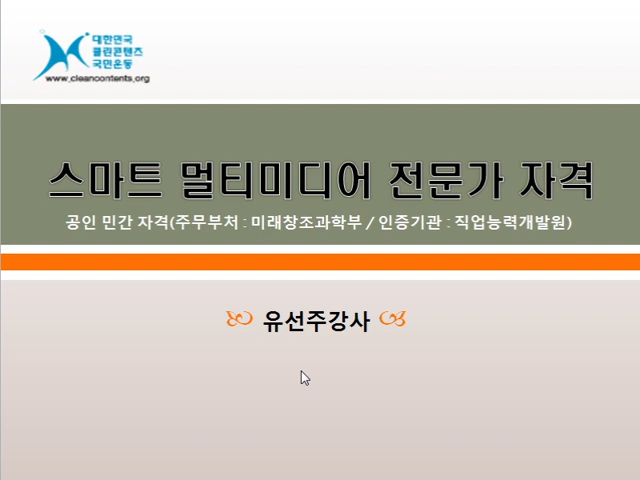 대한민국
클린콘텐츠
국민운동
www.cleancontents.org
스마트 멀티미디어 전문가 자격
공인 민간 자격(주무부처 : 미래창조과학부 / 인증기관 : 직업능력개발원)
유선주강사